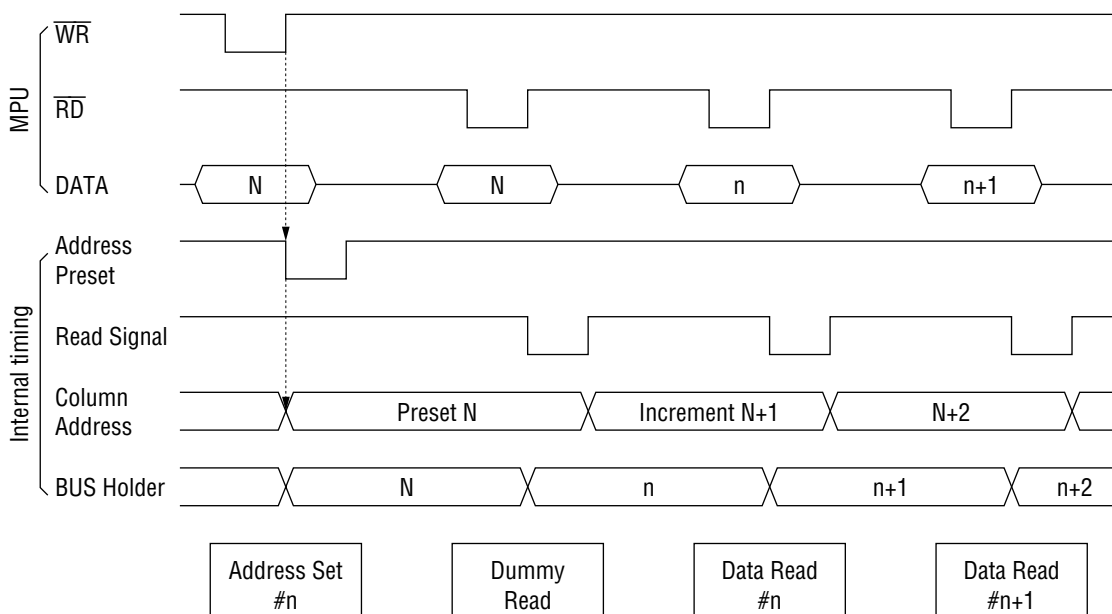 MPU
WR
RD
DATA
N
N
n
n+1
Internal timing
Address
Preset
Read Signal
Column
Address
Preset N
Increment N+1
N+2
BUS Holder
N
n
n+1
n+2
Address Set
#n
Dummy
Read
Data Read
#n
Data Read
#n+1